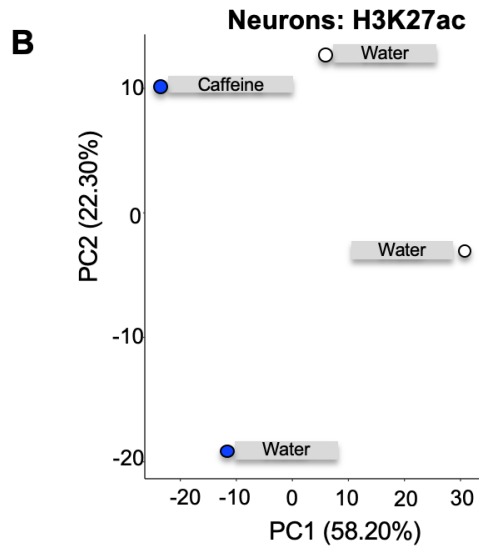 Neurons: H3K27ac
B
Water
Caffeine
10
PC2 (22.30%)
0
Water
-10
-20
Water
-20 -10 0 10 20 30
PC1 (58.20%)